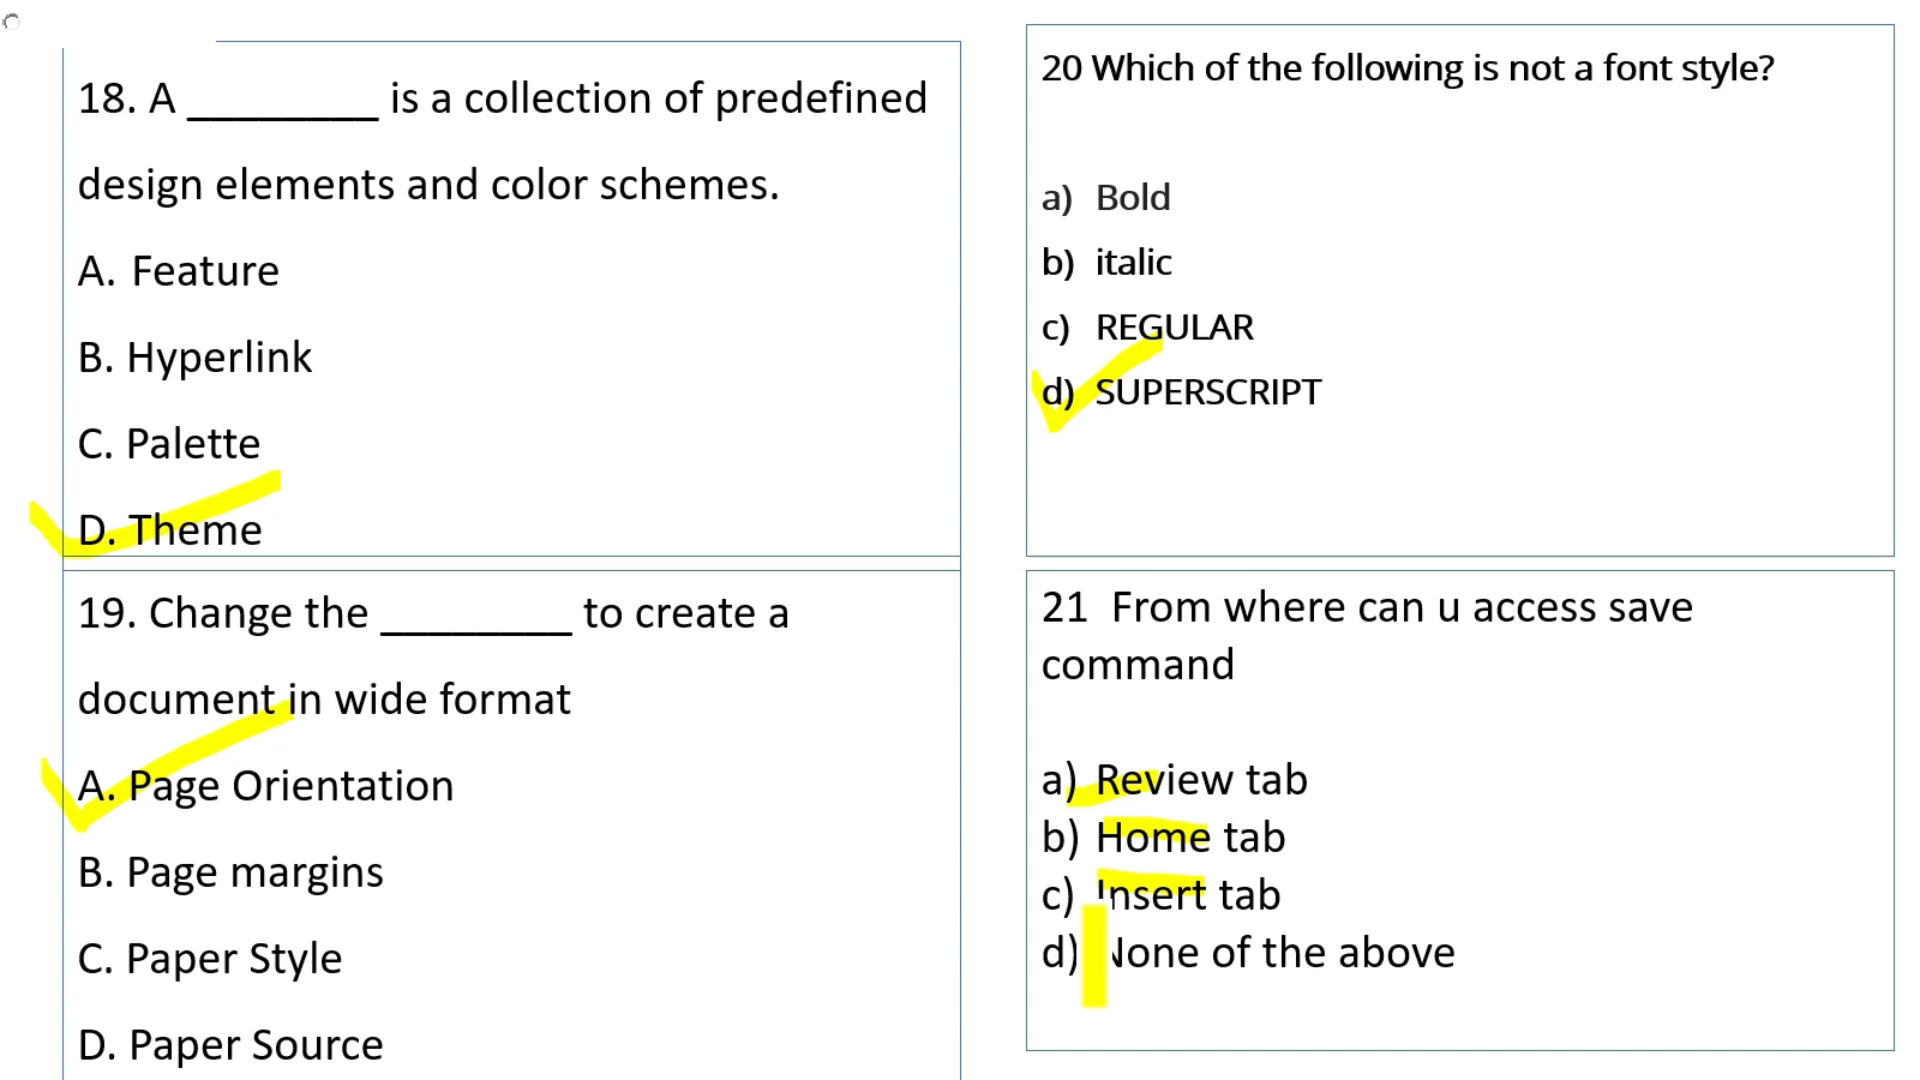 18. A ________ is a collection of predefined
design elements and color schemes.
A. Feature
B. Hyperlink
C. Palette
D. Theme
19. Change the ________ to create a
document in wide format
A. Page Orientation
B. Page margins
C. Paper Style
D. Paper Source
20 Which of the following is not a font style?
a) Bold
b) italic
c) REGULAR
d) SUPERSCRIPT
21 From where can u access save
command
a) Review tab
b) Home tab
c) Insert tab
d) None of the above